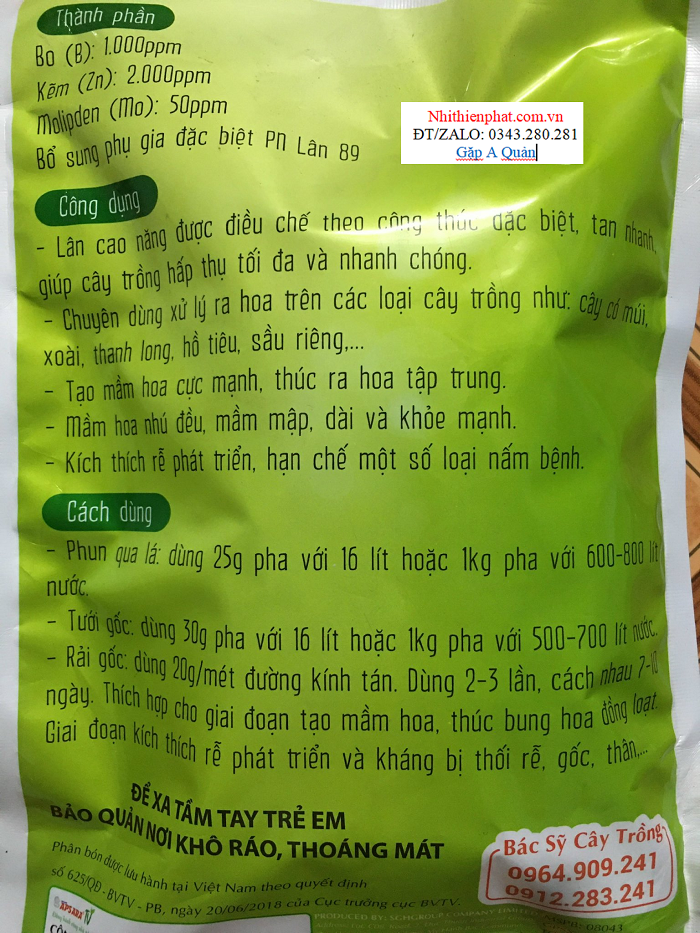 Thành phần
Bo (B): 1.000ppm
Kẽm (Zn): 2.000ppm
Molipden (Mo): 50ppm
Bổ sung phụ gia đặc biệt PN Lân 89
Nhithienphat.com.vn
ĐT/ZALO: 0343.280.281
Gặp A Quản
Công dụng
- Lân cao năng được điều chế theo công thức đặc biệt, tan nhanh,
giúp cây trồng hấp thụ tối đa và nhanh chóng.
- Chuyên dùng xử lý ra hoa trên các loại cây trồng như: cây có múi,
xoài, thanh long, hồ tiêu, sầu riêng,...
- Tạo mầm hoa cực mạnh, thúc ra hoa tập trung.
- Mầm hoa nhú đều, mầm mập, dài và khỏe mạnh.
- Kích thích rễ phát triển, hạn chế một số loại nấm bệnh.
Cách dùng
- Phun qua lá: dùng 25g pha với 16 lít hoặc 1kg pha với 600-800 lít
nước.
- Tưới gốc: dùng 30g pha với 16 lít hoặc 1kg pha với 500-700 lít nước.
- Rải gốc: dùng 20g/mét đường kính tán. Dùng 2-3 lần, cách nhau 7-10
ngày. Thích hợp cho giai đoạn tạo mầm hoa, thúc bung hoa đồng loạt.
Giai đoạn kích thích rễ phát triển và kháng bị thối rễ, gốc, thân,...
ĐỂ XA TẦM TAY TRẺ EM
BẢO QUẢN NƠI KHÔ RÁO, THOÁNG MÁT
Phân bón được lưu hành tại Việt Nam theo quyết định
số 625/QĐ - BVTV - PB, ngày 20/06/2018 của Cục trưởng cục BVTV.
Bác Sỹ Cây Trồng
0964.909.241
0912.283.241
PRODUCED BY: SGHGROUP COMPANY LIMITED